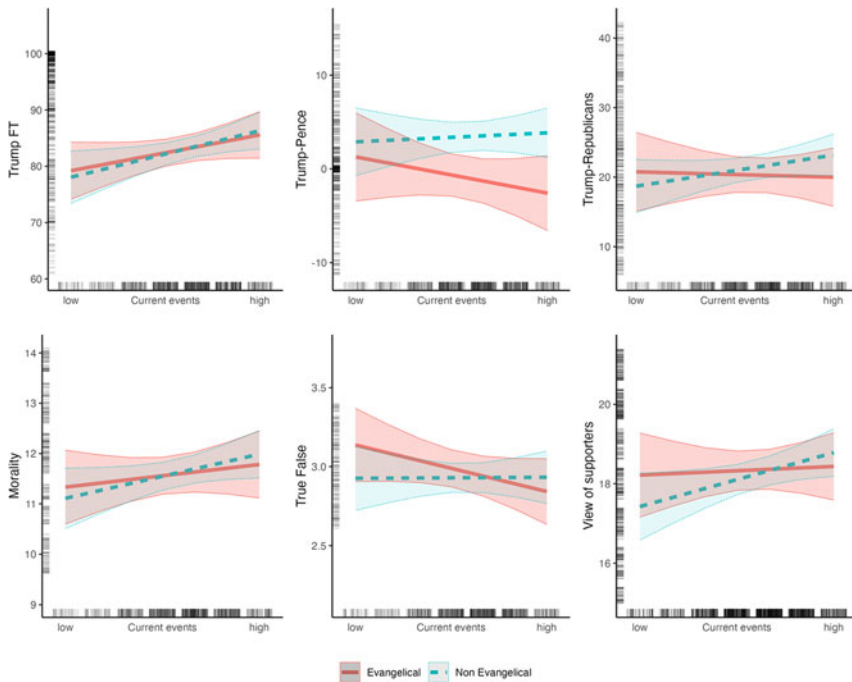 Trump FT
100
90
80
70
60
low
Current events
high
Trump-Pence
10
0
-10
low
Current events
high
Trump-Republicans
40
30
20
10
low
Current events
high
Morality
14
13
12
11
10
9
low
Current events
high
True False
3.5
3.0
2.5
low
Current events
high
View of supporters
20
18
16
low
Current events
high
Evangelical
Non Evangelical